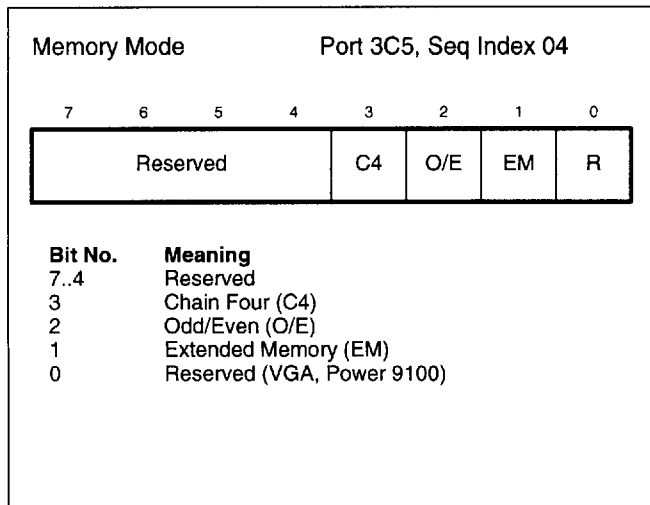 Memory Mode Port 3C5, Seq Index 04
7 6 5 4 3 2 1 0
Reserved C4 O/E EM R
Bit No. Meaning
7..4 Reserved
3 Chain Four (C4)
2 Odd/Even (O/E)
1 Extended Memory (EM)
0 Reserved (VGA, Power 9100)